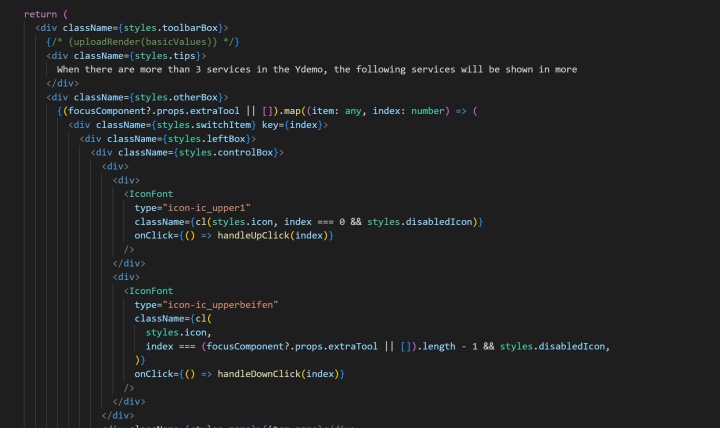 return (
<div className={styles.toolbarBox}>
{/* {uploadRender(basicValues)} */}
<div className={styles.tips}>
When there are more than 3 services in the Ydemo, the following services will be shown in more
</div>
<div className={styles.otherBox}>
{(focusComponent?.props.extraTool || []).map((item: any, index: number) => (
<div className={styles.switchItem} key={index}>
<div className={styles.leftBox}>
<div className={styles.controlBox}>
<div>
<div>
<IconFont
type="icon-ic_upper1"
className={cl(styles.icon, index === 0 && styles.disabledIcon)}
onClick={() => handleUpClick(index)}
/>
</div>
<div>
<IconFont
type="icon-ic_upperbeifen"
className={cl(
styles.icon,
index === (focusComponent?.props.extraTool || []).length - 1 && styles.disabledIcon,
)}
onClick={() => handleDownClick(index)}
/>
</div>
</div>